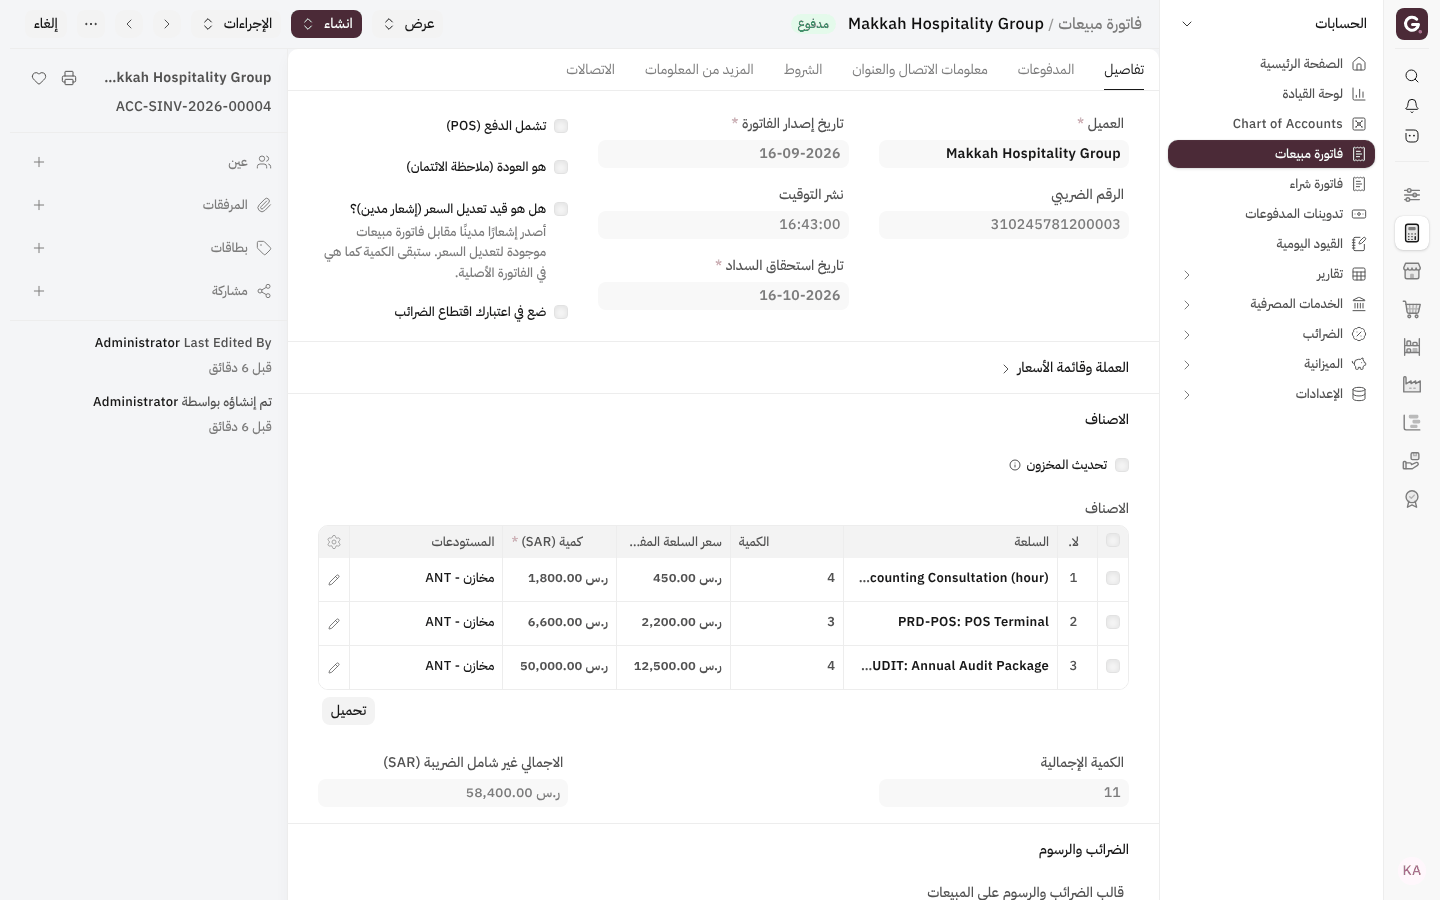 G.
الحسابات
الصفحة الرئيسية
لوحة القيادة
Chart of Accounts
فاتورة مبيعات
فاتورة شراء
تدوينات المدفوعات
القيود اليومية
تقارير
الخدمات المصرفية
الضرائب
الميزانية
الإعدادات
KA
فاتورة مبيعات / Makkah Hospitality Group
مدفوع
عرض
انشاء
الإجراءات
إلغاء
تفاصيل
المدفوعات
معلومات الاتصال والعنوان
الشروط
المزيد من المعلومات
الاتصالات
العميل *
Makkah Hospitality Group
الرقم الضريبي
310245781200003
تاريخ إصدار الفاتورة *
16-09-2026
نشر التوقيت
16:43:00
تاريخ استحقاق السداد *
16-10-2026
تشمل الدفع (POS)
هو العودة (ملاحظة الائتمان)
هل هو قيد تعديل السعر (إشعار مدين)؟
أصدر إشعارًا مدينًا مقابل فاتورة مبيعات
موجودة لتعديل السعر. ستبقى الكمية كما هي
في الفاتورة الأصلية.
ضع في اعتبارك اقتطاع الضرائب
العملة وقائمة الأسعار
الاصناف
تحديث المخزون
الاصناف
لا. السلعة الكمية سعر السلعة المف... كمية (SAR) * المستودعات
1 ...counting Consultation (hour) 4 ر.س 450.00 ر.س 1,800.00 مخازن - ANT
2 PRD-POS: POS Terminal 3 ر.س 2,200.00 ر.س 6,600.00 مخازن - ANT
3 ...UDIT: Annual Audit Package 4 ر.س 12,500.00 ر.س 50,000.00 مخازن - ANT
تحميل
الكمية الإجمالية
11
الاجمالي غير شامل الضريبة (SAR)
ر.س 58,400.00
الضرائب والرسوم
قالب الضرائب والرسوم على المبيعات
...kkah Hospitality Group
ACC-SINV-2026-00004
عين
المرفقات
بطاقات
مشاركة
Administrator Last Edited By
قبل 6 دقائق
تم إنشاؤه بواسطة Administrator
قبل 6 دقائق